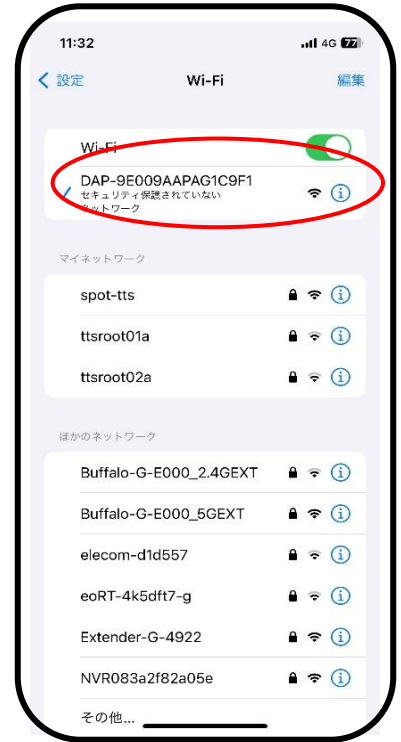 11:32 4G 77
設定 Wi-Fi 編集
Wi-Fi
DAP-9E009AAPAG1C9F1
セキュリティ保護されていない
ネットワーク
マイネットワーク
spot-tts
ttsroot01a
ttsroot02a
ほかのネットワーク
Buffalo-G-E000_2.4GEXT
Buffalo-G-E000_5GEXT
elecom-d1d557
eoRT-4k5dft7-g
Extender-G-4922
NVR083a2f82a05e
その他...